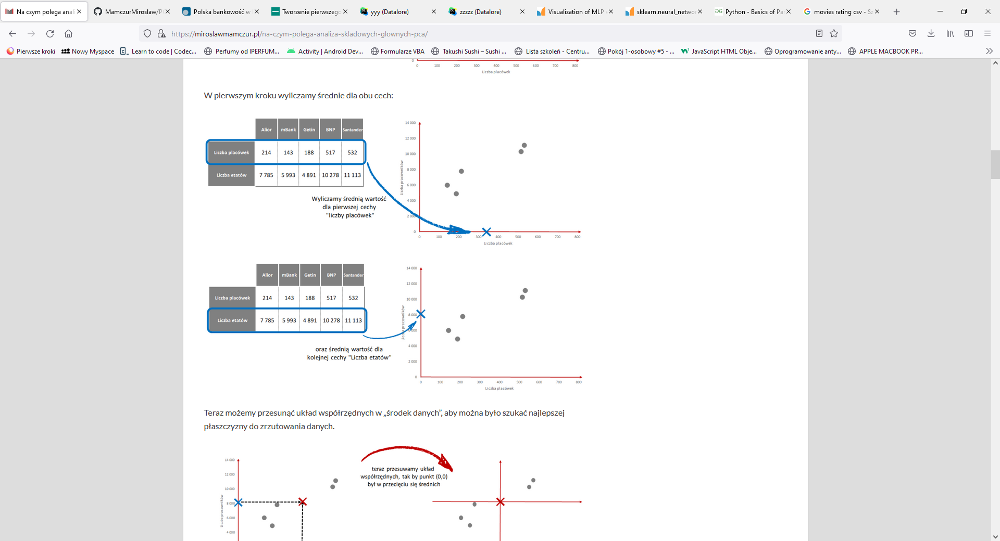 Na czym polega anali
MamczurMiroslaw/P
Polska bankowość w
Tworzenie pierwszego
yyy (Datalore)
zzzzz (Datalore)
Visualization of MLP
sklearn.neural_netwo
Python - Basics of Pa
movies rating csv - Sz
https://miroslawmamczur.pl/na-czym-polega-analiza-skladowych-glownych-pca/
Pierwsze kroki
Nowy Myspace
Learn to code | Codec...
Perfumy od IPERFUM...
Activity | Android Dev...
Formularze VBA
Takushi Sushi – Sushi ...
Lista szkoleń - Centru...
Pokój 1-osobowy #5 - ...
JavaScript HTML Obje...
Oprogramowanie anty...
APPLE MACBOOK PR...
0
0 100 200 300 400 500 600 700 800
Liczba placówek
W pierwszym kroku wyliczamy średnie dla obu cech:
Alior mBank Getin BNP Santander
Liczba placówek 214 143 188 517 532
Liczba etatów 7 785 5 993 4 891 10 278 11 113
Wyliczamy średnią wartość
dla pierwszej cechy
"liczby placówek"
14 000
12 000
10 000
8 000
6 000
4 000
2 000
0
Liczba pracowników
0 100 200 300 400 500 600 700 800
Liczba placówek
Alior mBank Getin BNP Santander
Liczba placówek 214 143 188 517 532
Liczba etatów 7 785 5 993 4 891 10 278 11 113
oraz średnią wartość dla
kolejnej cechy "Liczba etatów"
14 000
12 000
10 000
8 000
6 000
4 000
2 000
0
Liczba pracowników
0 100 200 300 400 500 600 700 800
Liczba placówek
Teraz możemy przesunąć układ współrzędnych w „środek danych”, aby można było szukać najlepszej
płaszczyzny do zrzutowania danych.
14 000
12 000
10 000
8 000
6 000
4 000
Liczba pracowników
teraz przesuwamy układ
współrzędnych, tak by punkt (0,0)
był w przecięciu się średnich